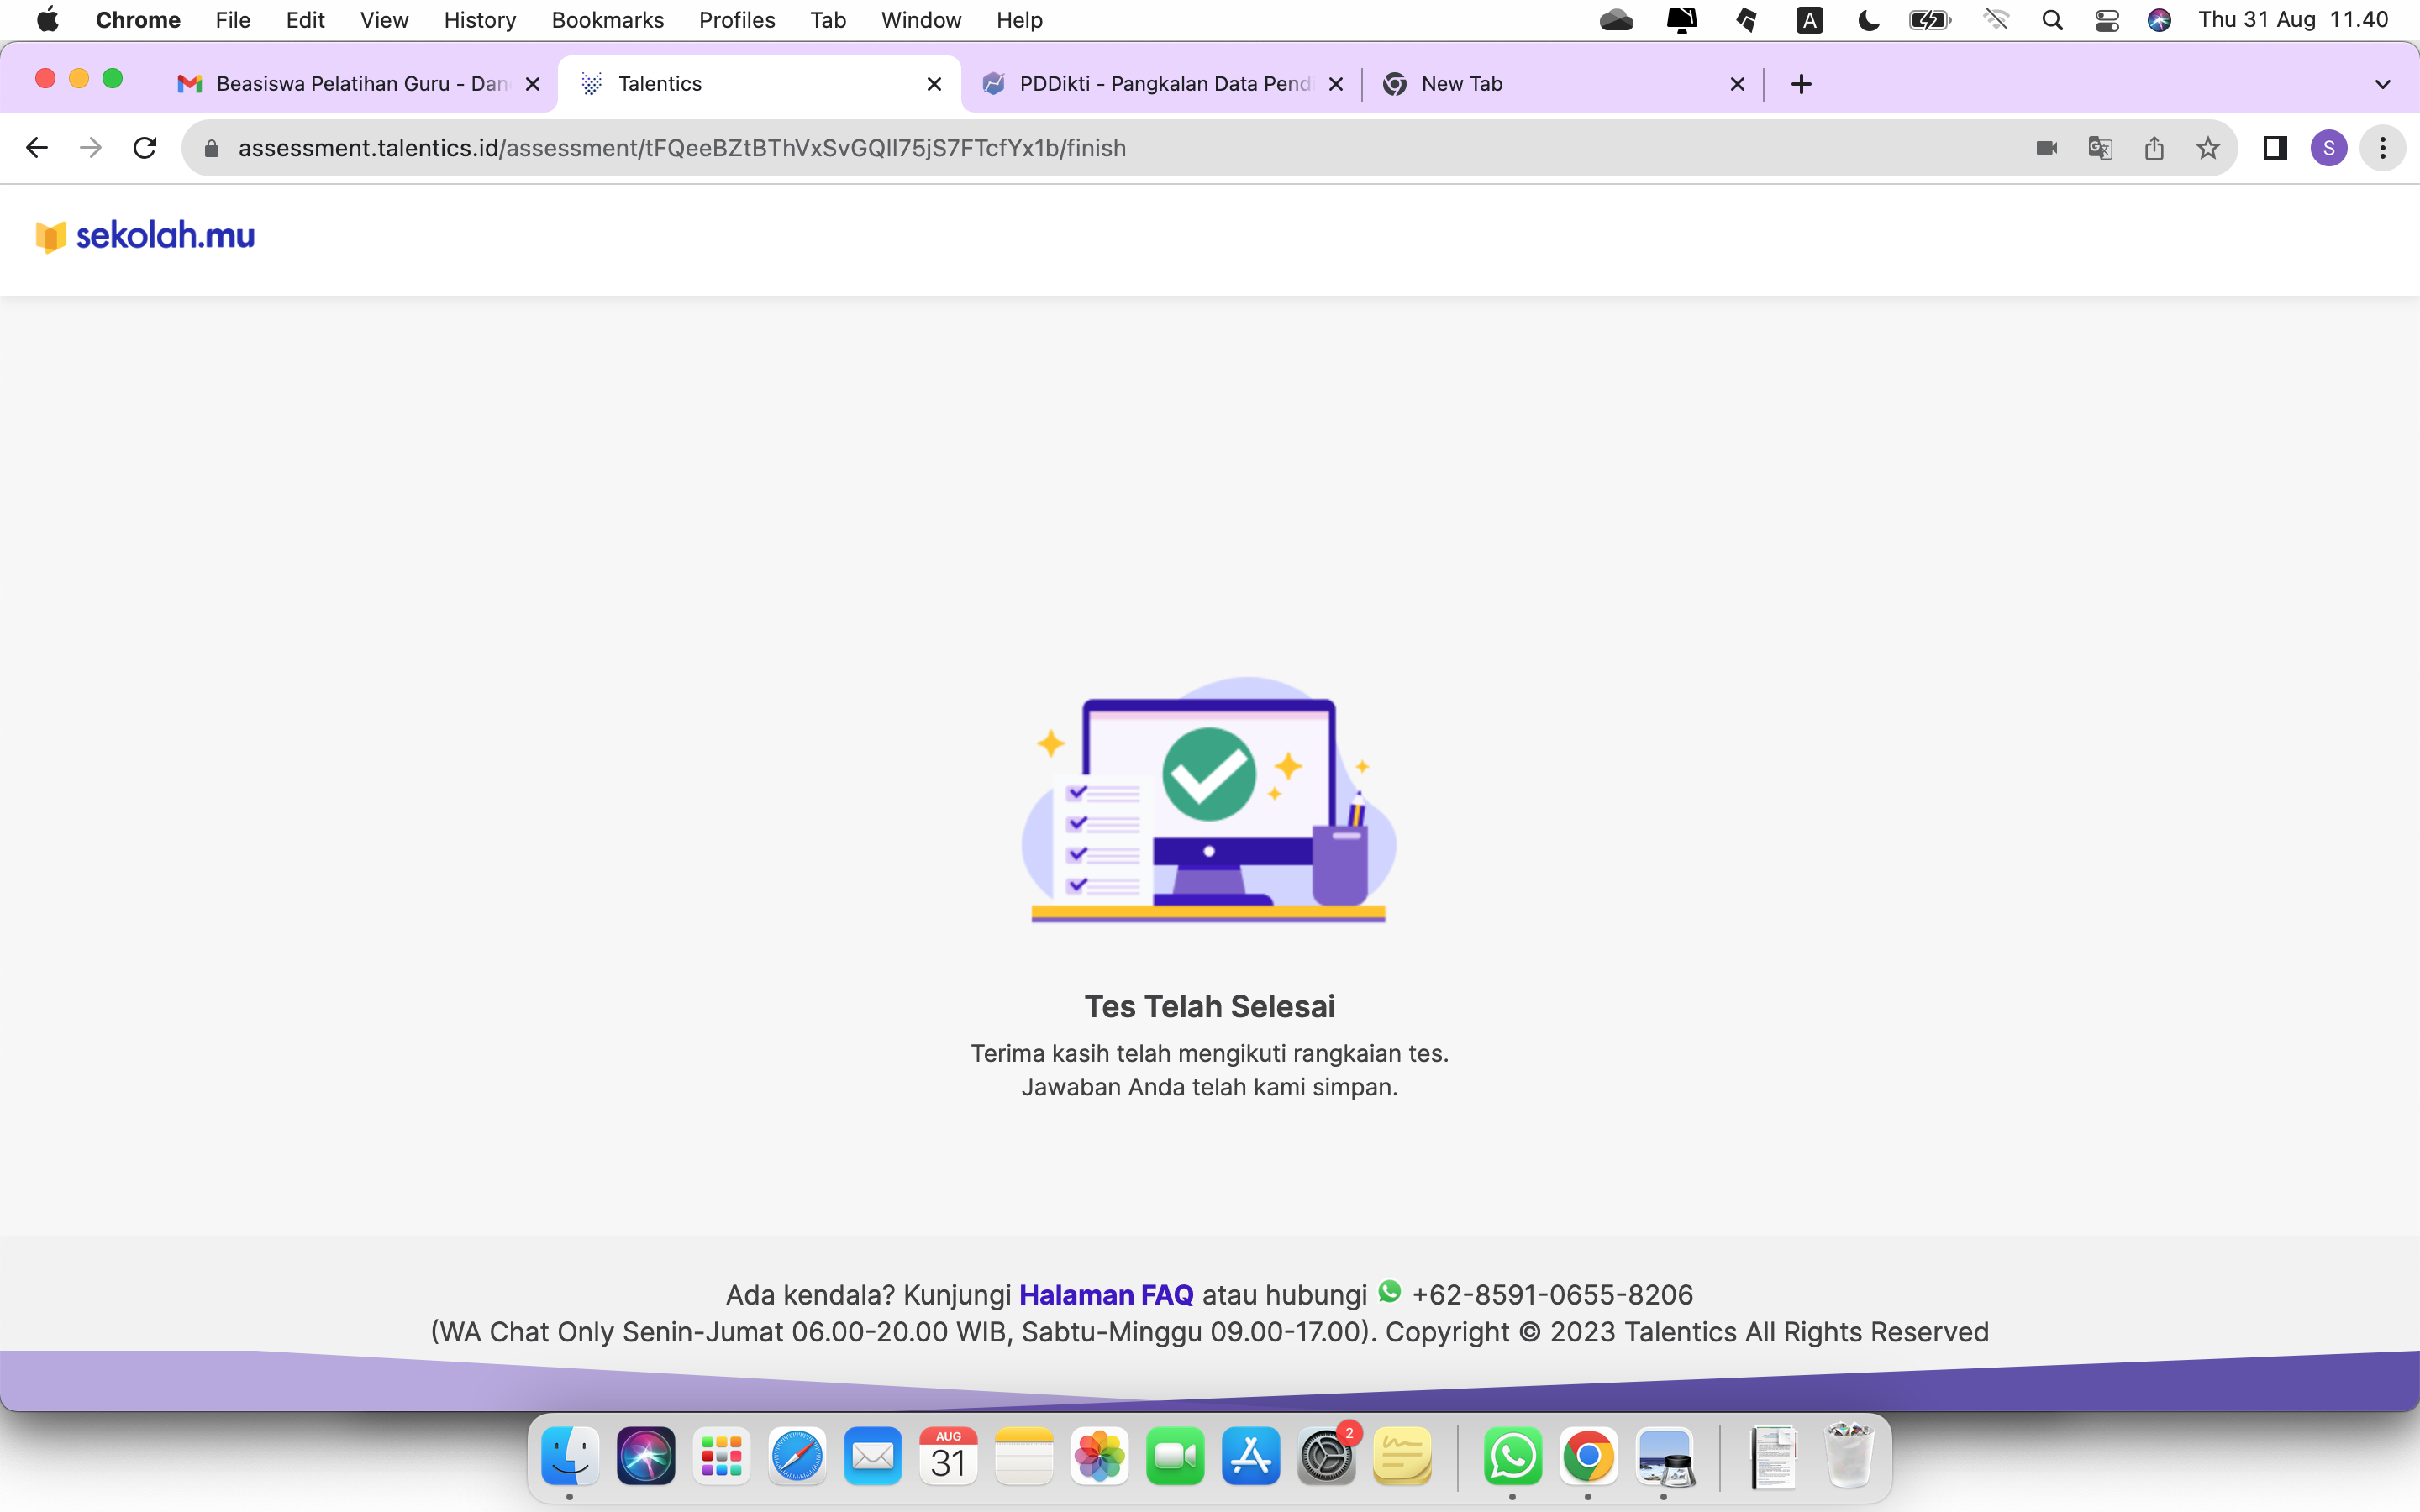 Chrome File Edit View History Bookmarks Profiles Tab Window Help A Thu 31 Aug 11.40
Beasiswa Pelatihan Guru - Dan Talentics PDDikti - Pangkalan Data Pend New Tab
assessment.talentics.id/assessment/tFQeeBZtBThVxSvGQlI75jS7FTcfYx1b/finish S
sekolah.mu
Tes Telah Selesai
Terima kasih telah mengikuti rangkaian tes.
Jawaban Anda telah kami simpan.
Ada kendala? Kunjungi Halaman FAQ atau hubungi +62-8591-0655-8206
(WA Chat Only Senin-Jumat 06.00-20.00 WIB, Sabtu-Minggu 09.00-17.00). Copyright © 2023 Talentics All Rights Reserved
AUG 2
31